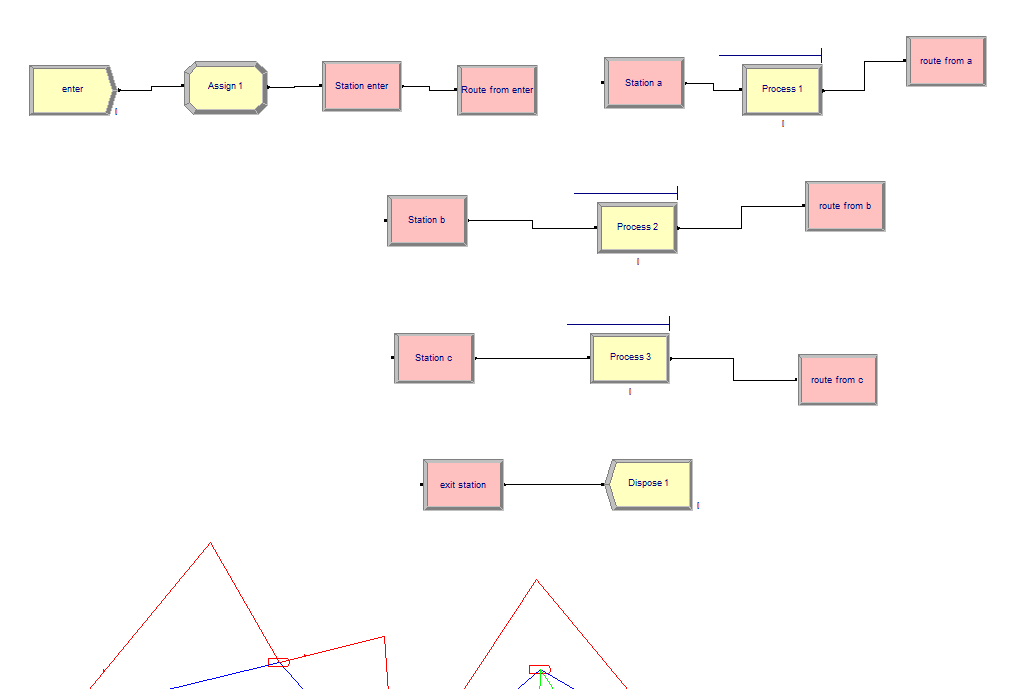 enter
Assign 1
Station enter
Route from enter
Station a
Process 1
route from a
Station b
Process 2
route from b
Station c
Process 3
route from c
exit station
Dispose 1